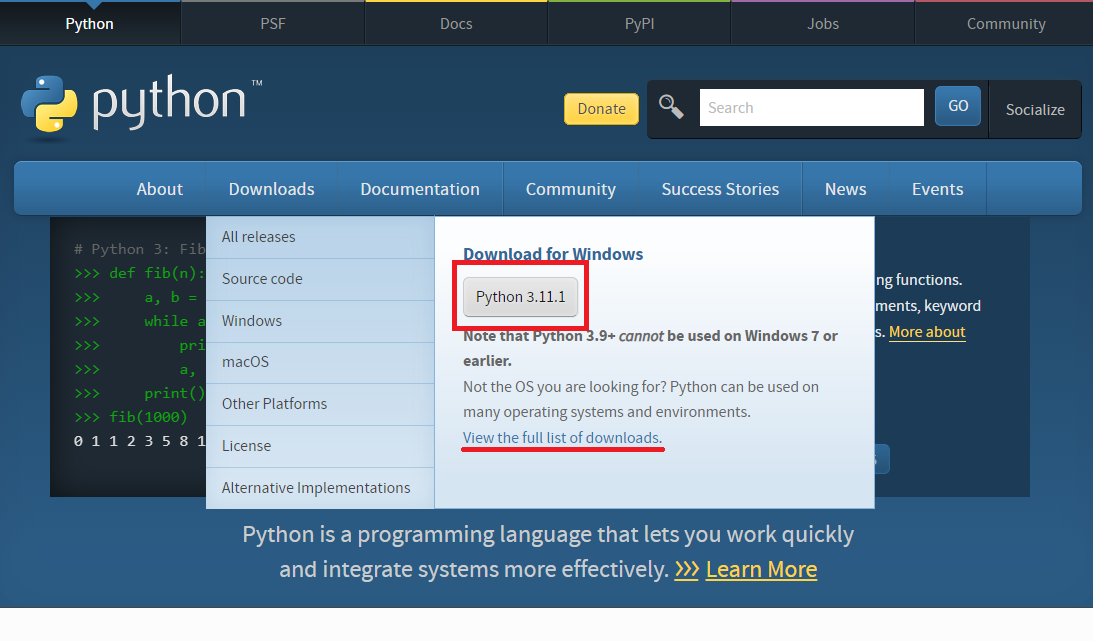 Python PSF Docs PyPI Jobs Community
python™
Donate Search GO Socialize
About Downloads Documentation Community Success Stories News Events
# Python 3: Fib
>>> def fib(n):
>>> a, b =
>>> while a
>>> pri
>>> a,
>>> print()
>>> fib(1000)
0 1 1 2 3 5 8 1
All releases
Source code
Windows
macOS
Other Platforms
License
Alternative Implementations
Download for Windows
Python 3.11.1
Note that Python 3.9+ cannot be used on Windows 7 or
earlier.
Not the OS you are looking for? Python can be used on
many operating systems and environments.
View the full list of downloads.
ng functions.
ments, keyword
s. More about
Python is a programming language that lets you work quickly
and integrate systems more effectively. >>> Learn More